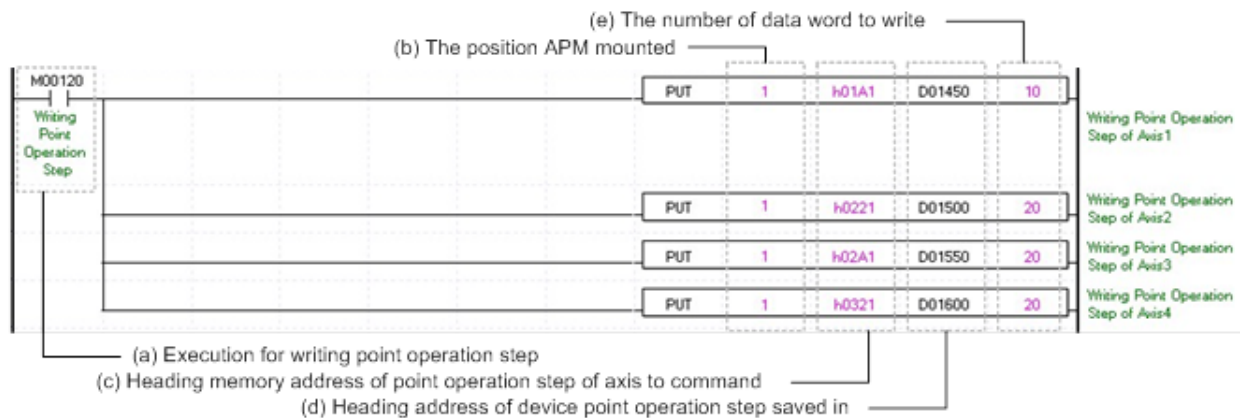 (e) The number of data word to write
(b) The position APM mounted
M00120
Writing
Point
Operation
Step
PUT 1 h01A1 D01450 10
Writing Point Operation
Step of Axis1
PUT 1 h0221 D01500 20
Writing Point Operation
Step of Axis2
PUT 1 h02A1 D01550 20
Writing Point Operation
Step of Axis3
PUT 1 h0321 D01600 20
Writing Point Operation
Step of Axis4
(a) Execution for writing point operation step
(c) Heading memory address of point operation step of axis to command
(d) Heading address of device point operation step saved in